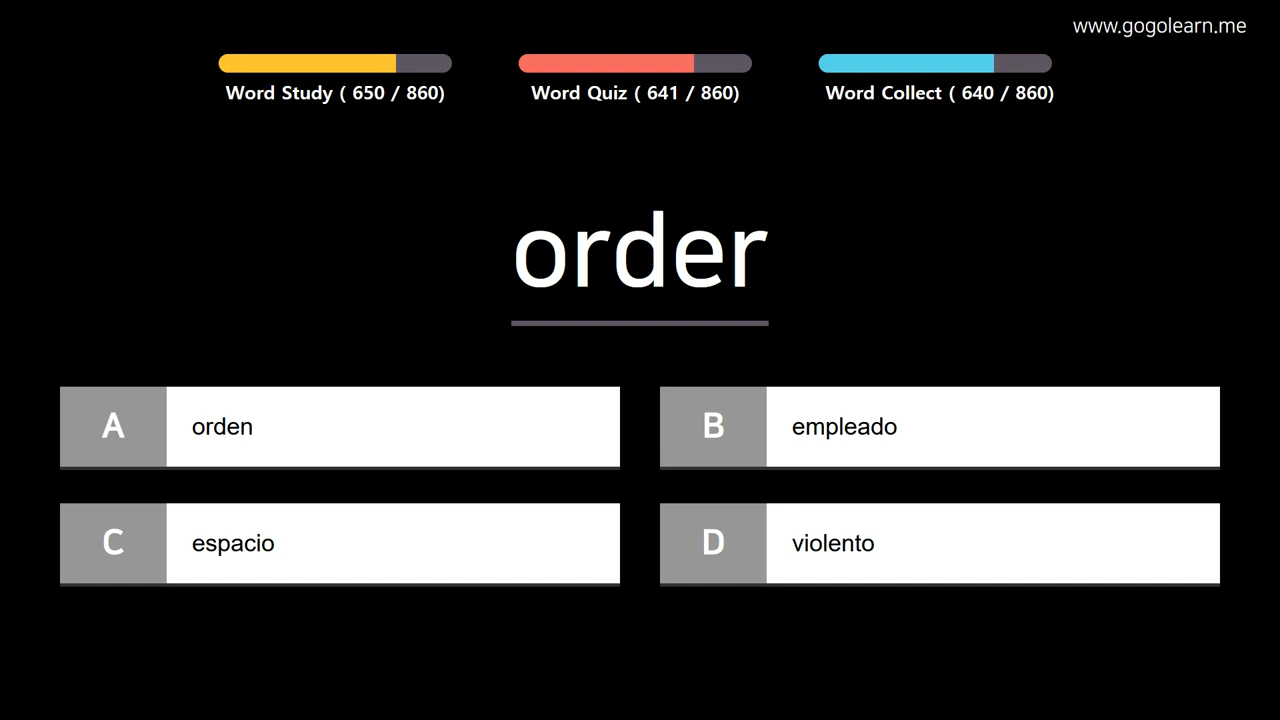 www.gogolearn.me
Word Study ( 650 / 860)
Word Quiz ( 641 / 860)
Word Collect ( 640 / 860)
order
A orden
B empleado
C espacio
D violento